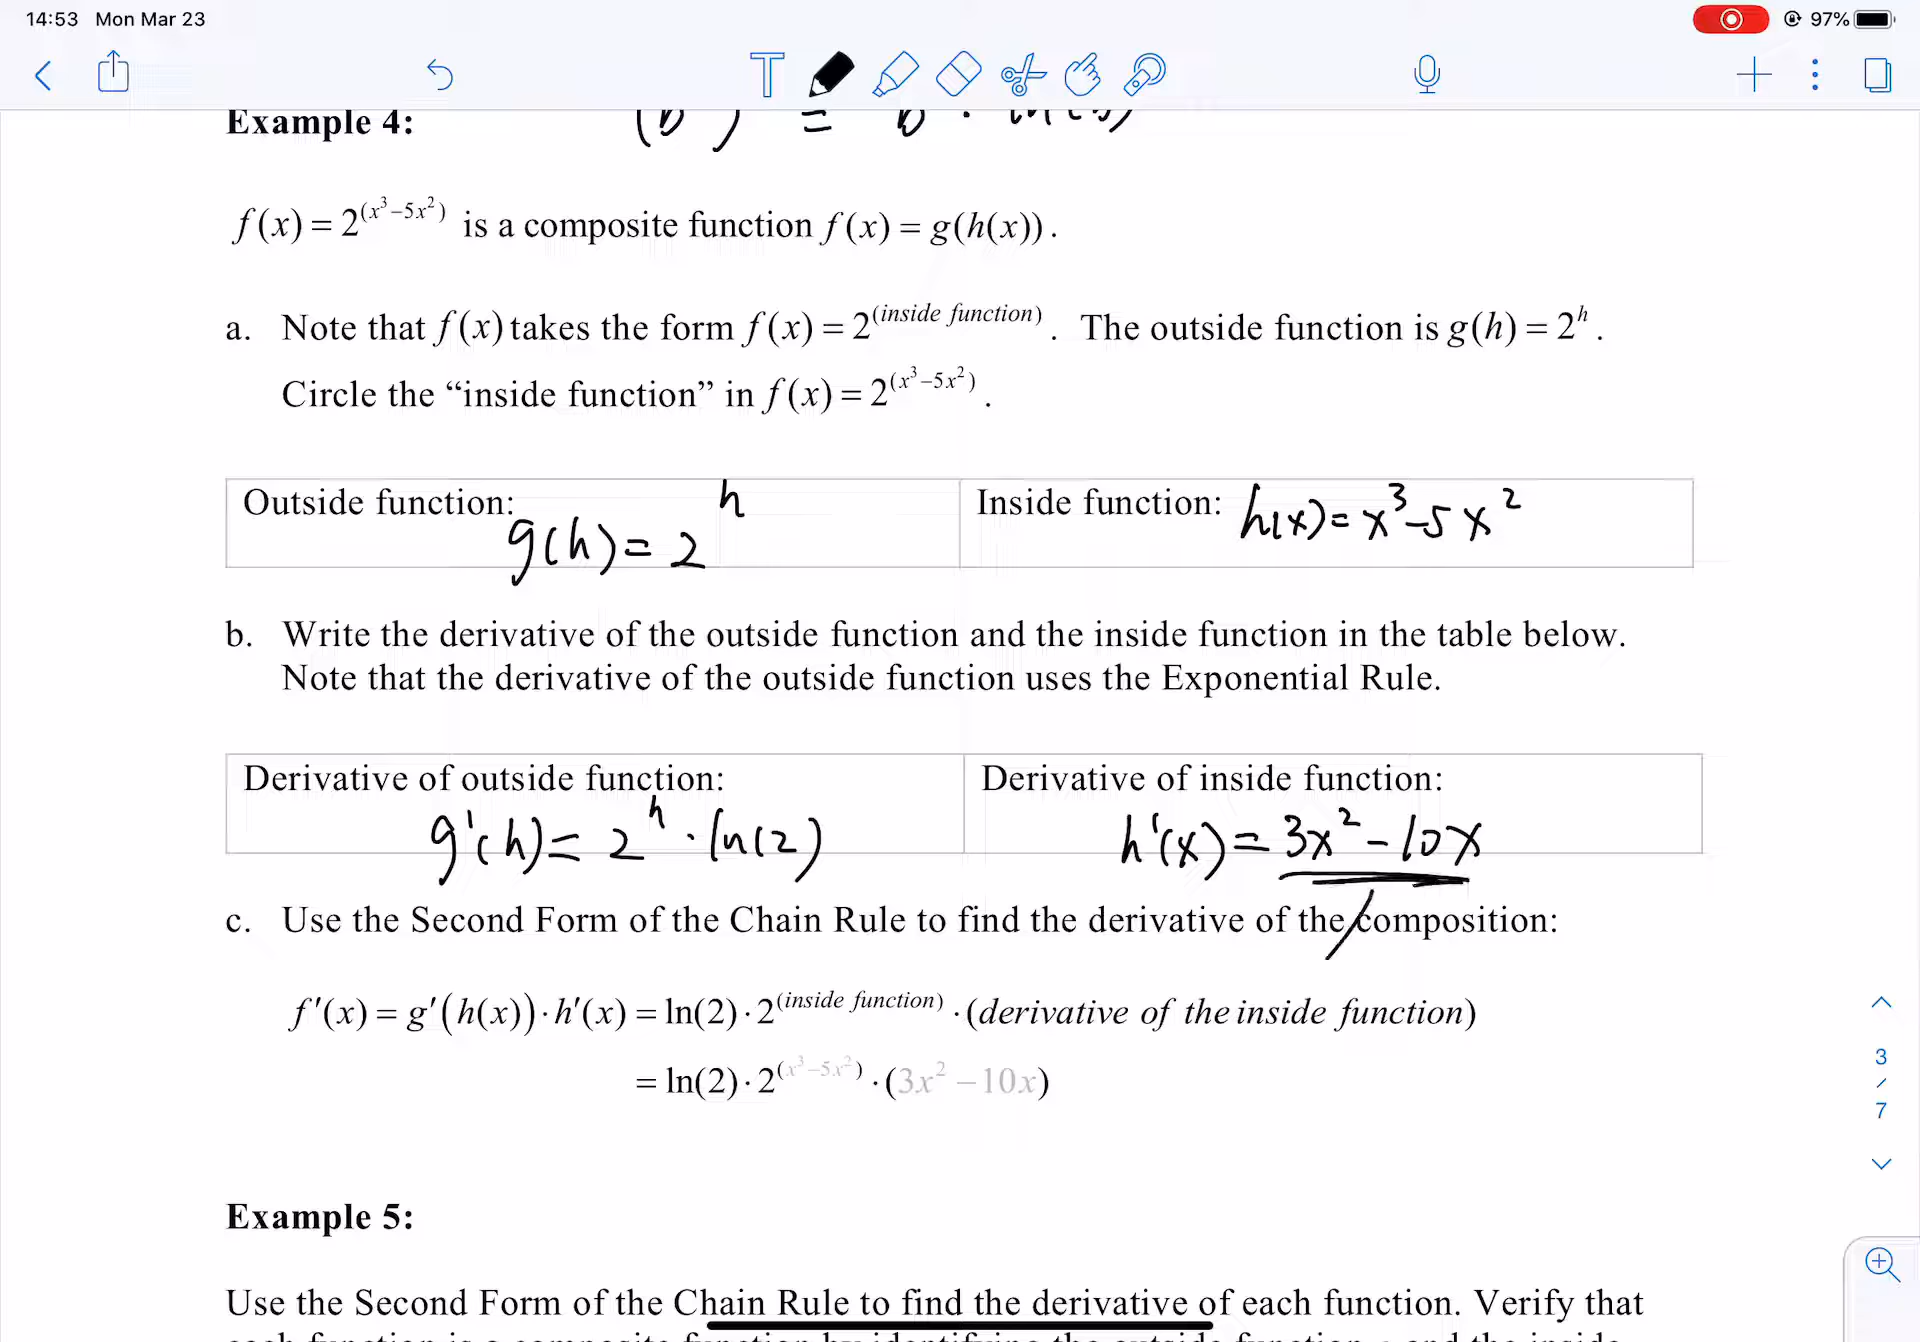 14:53 Mon Mar 23 97%
T
Example 4:
f(x) = 2^(x³−5x²) is a composite function f(x) = g(h(x)).
a. Note that f(x) takes the form f(x) = 2^(inside function). The outside function is g(h) = 2^h.
Circle the “inside function” in f(x) = 2^(x³−5x²).
Outside function: g(h) = 2^h
Inside function: h(x) = x³−5x²
b. Write the derivative of the outside function and the inside function in the table below.
Note that the derivative of the outside function uses the Exponential Rule.
Derivative of outside function:
g'(h) = 2^h · ln(2)
Derivative of inside function:
h'(x) = 3x² − 10x
c. Use the Second Form of the Chain Rule to find the derivative of the composition:
f′(x) = g′(h(x)) · h′(x) = ln(2) · 2^(inside function) · (derivative of the inside function)
= ln(2) · 2^(x³−5x²) · (3x² − 10x)
3
/
7
Example 5:
Use the Second Form of the Chain Rule to find the derivative of each function. Verify that